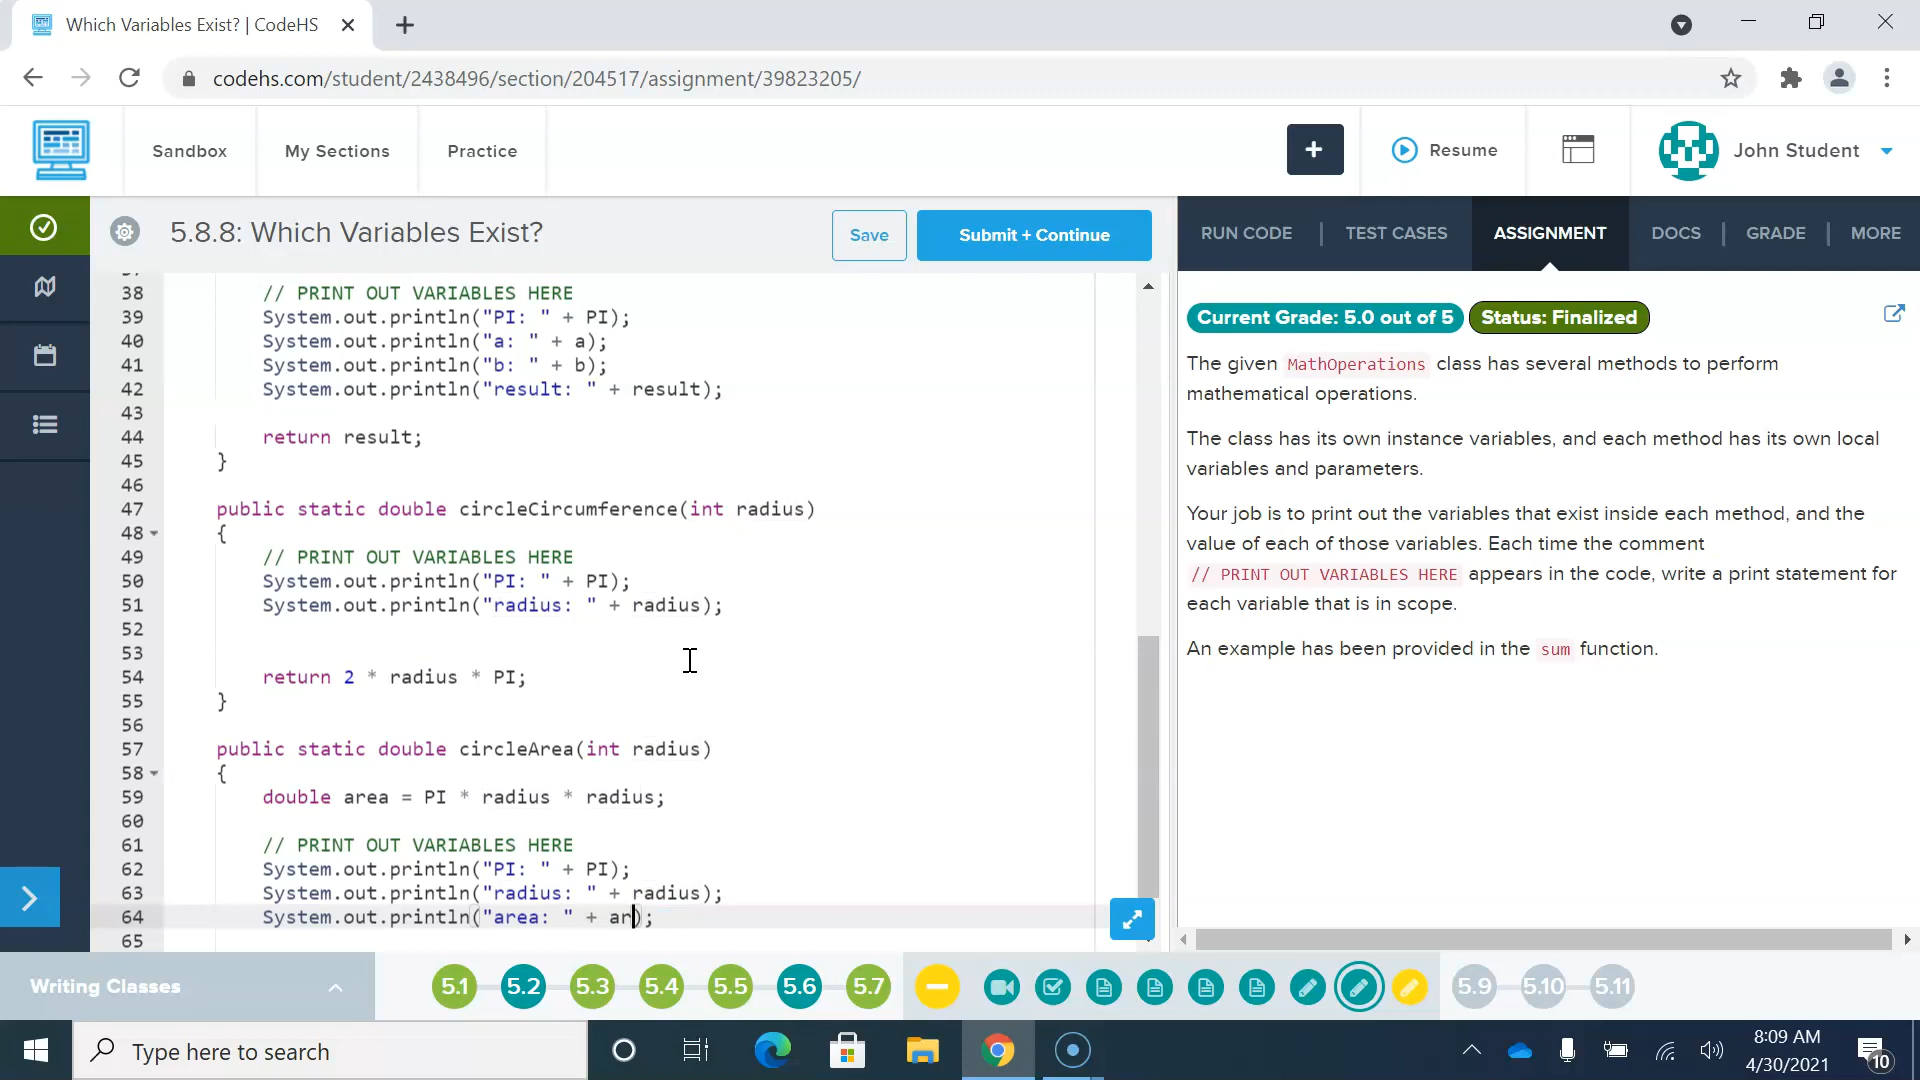 Which Variables Exist? | CodeHS
codehs.com/student/2438496/section/204517/assignment/39823205/
Sandbox
My Sections
Practice
+
Resume
John Student
5.8.8: Which Variables Exist?
Save
Submit + Continue
38 // PRINT OUT VARIABLES HERE
39 System.out.println("PI: " + PI);
40 System.out.println("a: " + a);
41 System.out.println("b: " + b);
42 System.out.println("result: " + result);
43
44 return result;
45 }
46
47 public static double circleCircumference(int radius)
48 {
49 // PRINT OUT VARIABLES HERE
50 System.out.println("PI: " + PI);
51 System.out.println("radius: " + radius);
52
53
54 return 2 * radius * PI;
55 }
56
57 public static double circleArea(int radius)
58 {
59 double area = PI * radius * radius;
60
61 // PRINT OUT VARIABLES HERE
62 System.out.println("PI: " + PI);
63 System.out.println("radius: " + radius);
64 System.out.println("area: " + ar);
65
RUN CODE | TEST CASES ASSIGNMENT DOCS | GRADE | MORE
Current Grade: 5.0 out of 5 Status: Finalized
The given MathOperations class has several methods to perform
mathematical operations.
The class has its own instance variables, and each method has its own local
variables and parameters.
Your job is to print out the variables that exist inside each method, and the
value of each of those variables. Each time the comment
// PRINT OUT VARIABLES HERE appears in the code, write a print statement for
each variable that is in scope.
An example has been provided in the sum function.
Writing Classes
5.1 5.2 5.3 5.4 5.5 5.6 5.7 5.9 5.10 5.11
Type here to search
8:09 AM
4/30/2021
10